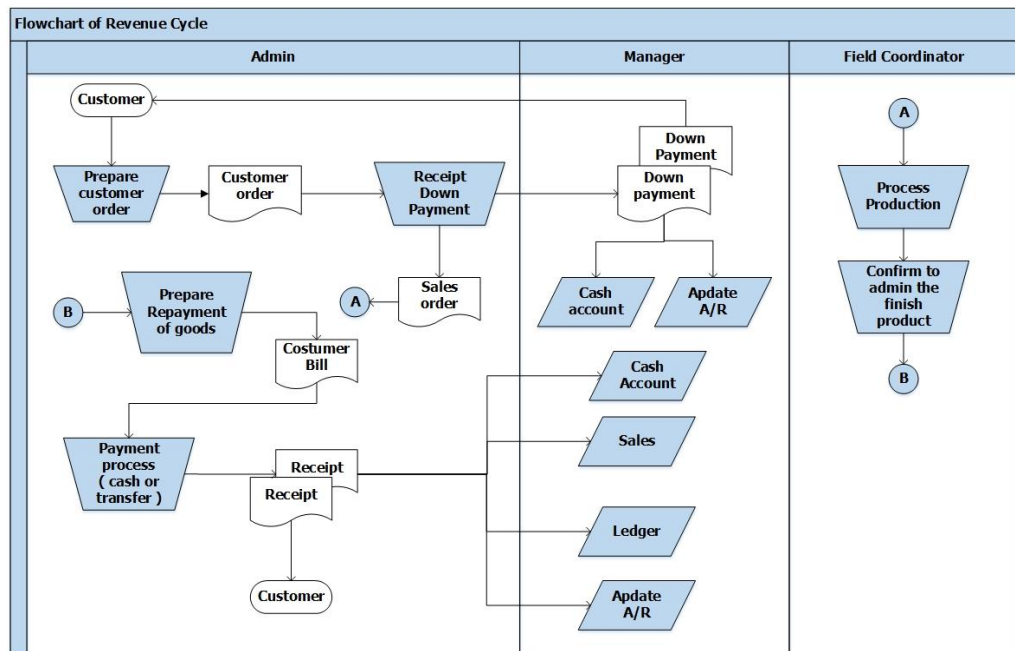 Flowchart of Revenue Cycle
Admin
Manager
Field Coordinator
Customer
Prepare
customer
order
Customer
order
Receipt
Down
Payment
Down
Payment
Down
payment
Cash
account
Apdate
A/R
Sales
order
A
B
Prepare
Repayment
of goods
Costumer
Bill
Payment
process
( cash or
transfer )
Receipt
Receipt
Customer
Cash
Account
Sales
Ledger
Apdate
A/R
A
Process
Production
Confirm to
admin the
finish
product
B